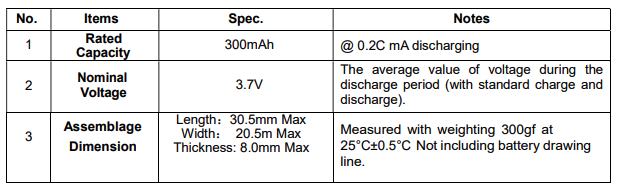 No. Items Spec. Notes
1 Rated Capacity 300mAh @ 0.2C mA discharging
2 Nominal Voltage 3.7V The average value of voltage during the
discharge period (with standard charge and
discharge).
3 Assemblage Dimension Length: 30.5mm Max
Width: 20.5m Max
Thickness: 8.0mm Max
Measured with weighting 300gf at
25°C±0.5°C Not including battery drawing
line.